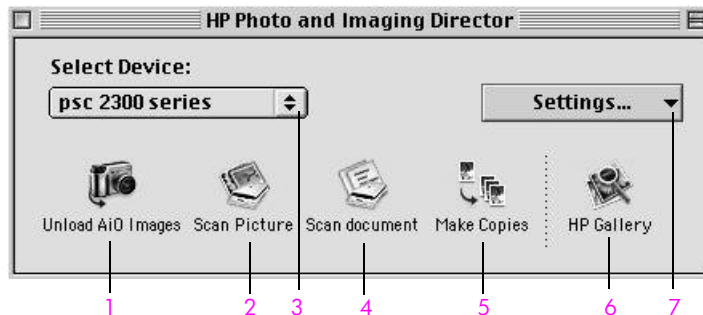 HP Photo and Imaging Director
Select Device:
psc 2300 series
Settings...
Unload AiO Images
Scan Picture
Scan document
Make Copies
HP Gallery
1 2 3 4 5 6 7